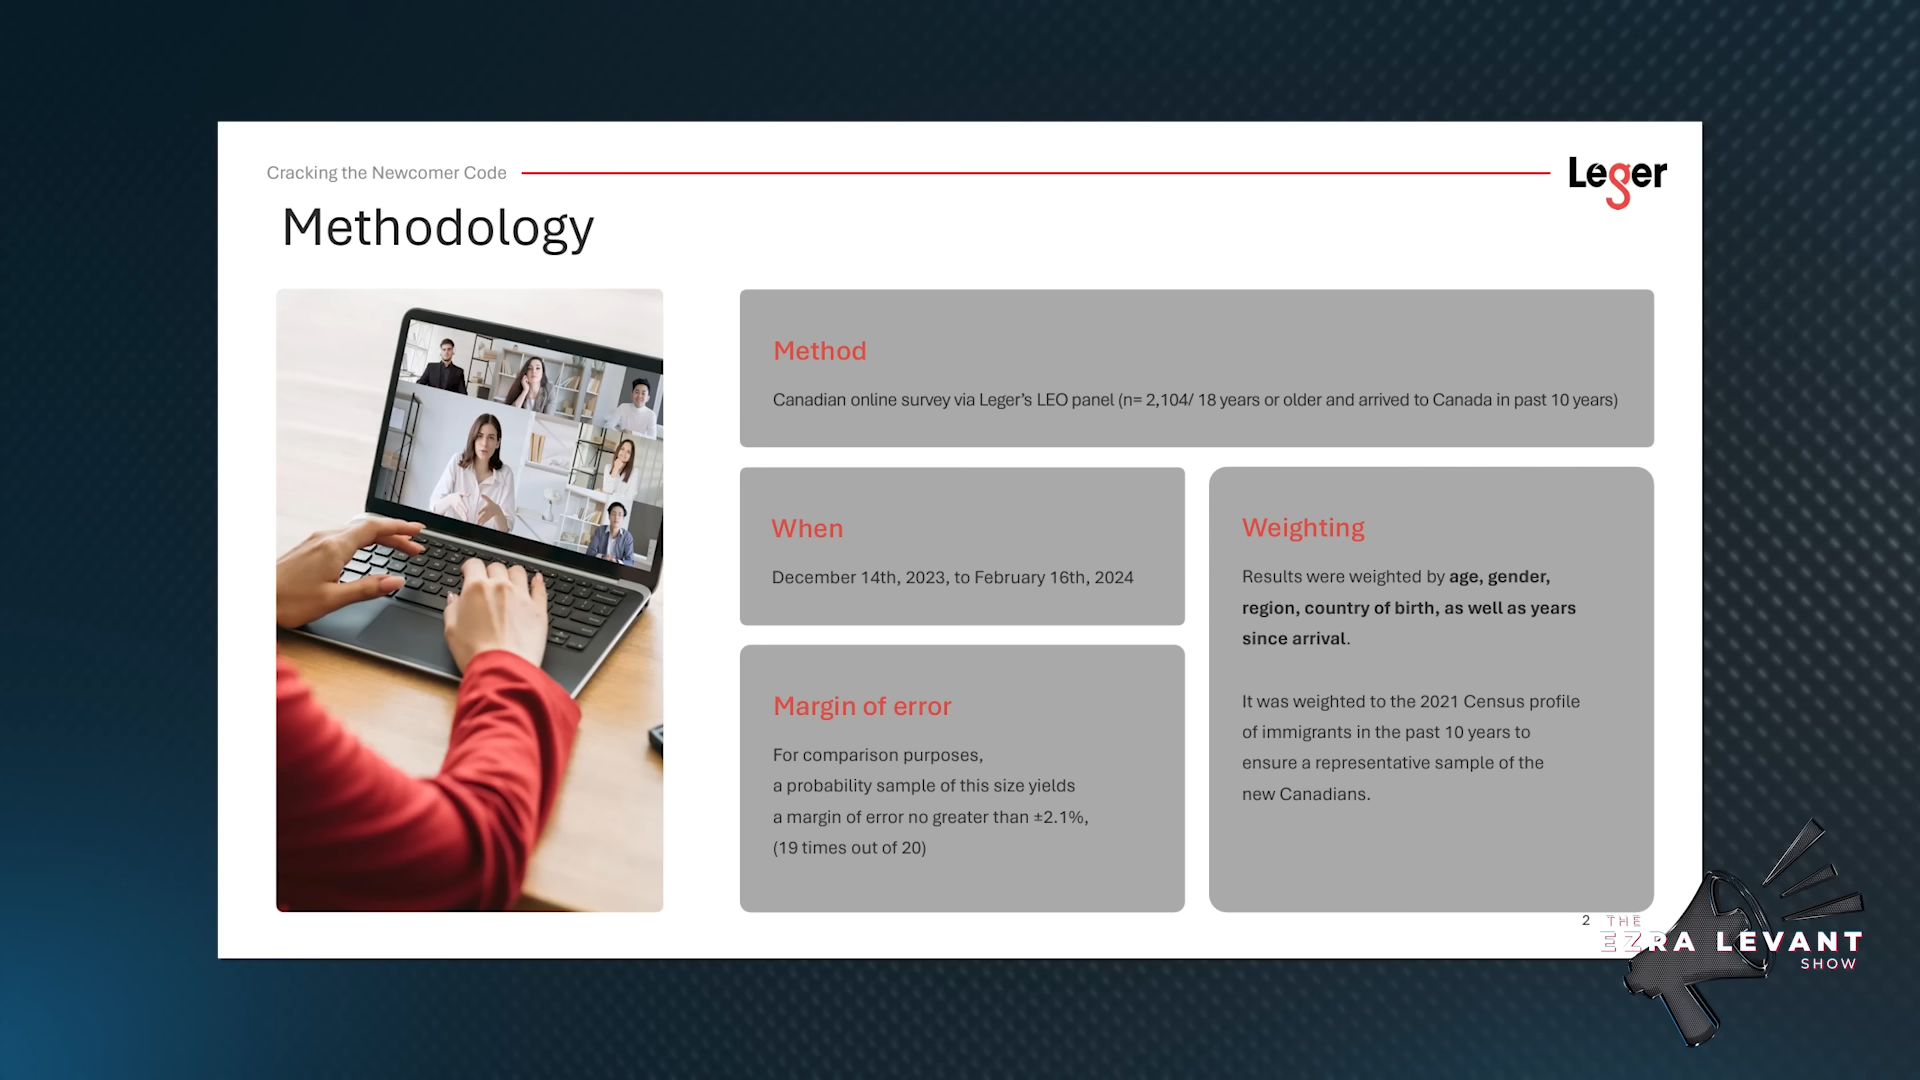 Cracking the Newcomer Code
Leger
Methodology
Method
Canadian online survey via Leger’s LEO panel (n= 2,104/ 18 years or older and arrived to Canada in past 10 years)
When
December 14th, 2023, to February 16th, 2024
Margin of error
For comparison purposes,
a probability sample of this size yields
a margin of error no greater than ±2.1%,
(19 times out of 20)
Weighting
Results were weighted by age, gender,
region, country of birth, as well as years
since arrival.
It was weighted to the 2021 Census profile
of immigrants in the past 10 years to
ensure a representative sample of the
new Canadians.
2
THE
EZRA LEVANT
SHOW